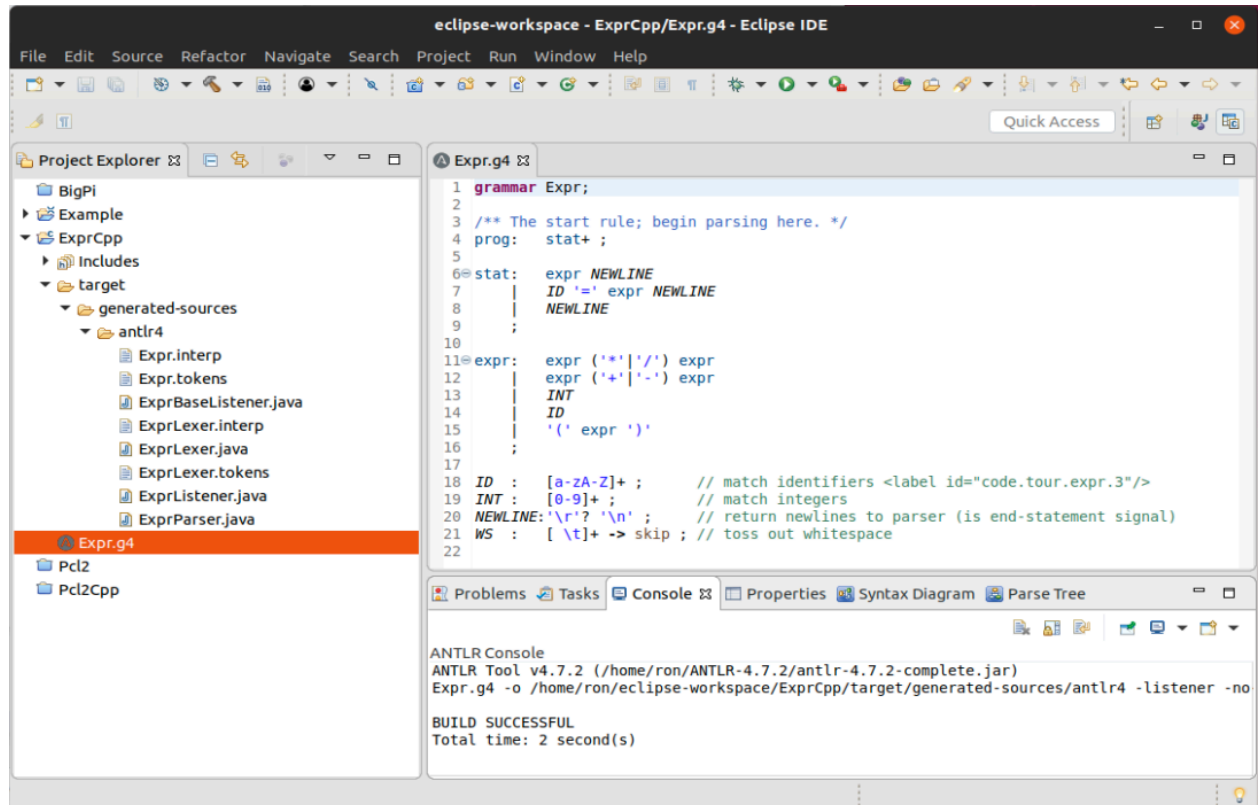 eclipse-workspace - ExprCpp/Expr.g4 - Eclipse IDE
File Edit Source Refactor Navigate Search Project Run Window Help
Quick Access
Project Explorer
BigPi
Example
ExprCpp
Includes
target
generated-sources
antlr4
Expr.interp
Expr.tokens
ExprBaseListener.java
ExprLexer.interp
ExprLexer.java
ExprLexer.tokens
ExprListener.java
ExprParser.java
Expr.g4
Pcl2
Pcl2Cpp
Expr.g4
1 grammar Expr;
2
3 /** The start rule; begin parsing here. */
4 prog:   stat+ ;
5
6 stat:   expr NEWLINE
7     |   ID '=' expr NEWLINE
8     |   NEWLINE
9     ;
10
11 expr:   expr ('*'|'/') expr
12     |   expr ('+'|'-') expr
13     |   INT
14     |   ID
15     |   '(' expr ')'
16     ;
17
18 ID  :   [a-zA-Z]+ ;      // match identifiers <label id="code.tour.expr.3"/>
19 INT :   [0-9]+ ;         // match integers
20 NEWLINE:'\r'? '\n' ;     // return newlines to parser (is end-statement signal)
21 WS  :   [ \t]+ -> skip ; // toss out whitespace
22
Problems Tasks Console Properties Syntax Diagram Parse Tree
ANTLR Console
ANTLR Tool v4.7.2 (/home/ron/ANTLR-4.7.2/antlr-4.7.2-complete.jar)
Expr.g4 -o /home/ron/eclipse-workspace/ExprCpp/target/generated-sources/antlr4 -listener -no
BUILD SUCCESSFUL
Total time: 2 second(s)